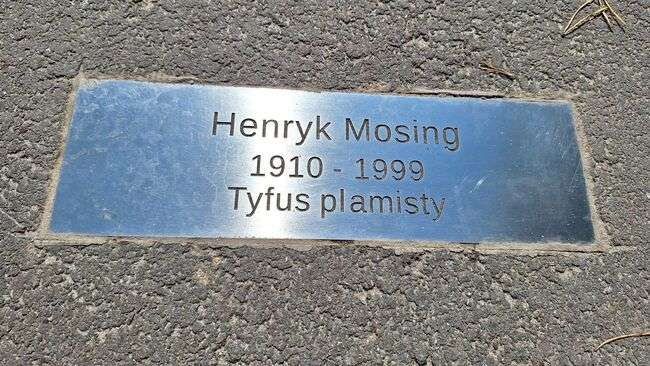 Henryk Mosing
1910 - 1999
Tyfus plamisty